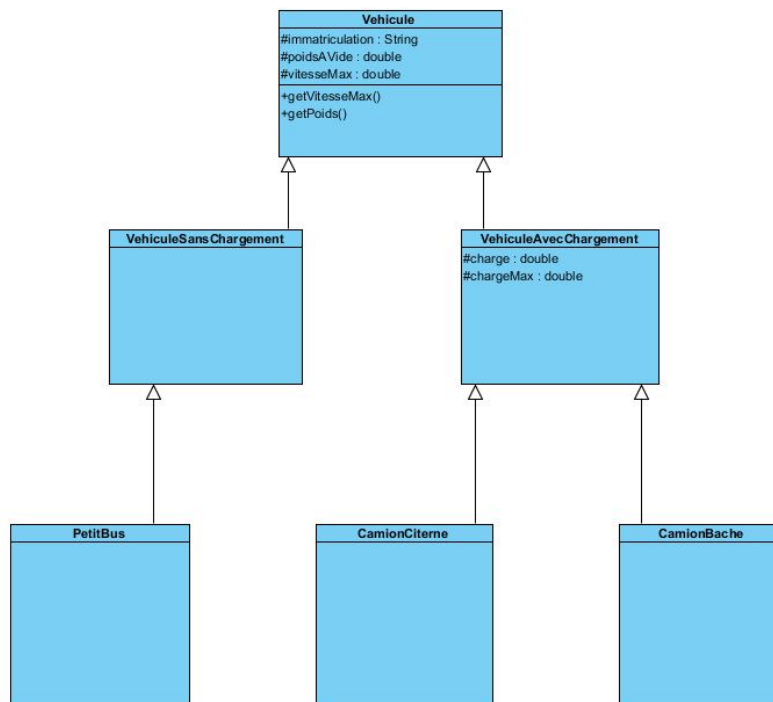 Vehicule
#immatriculation : String
#poidsAVide : double
#vitesseMax : double
+getVitesseMax()
+getPoids()
VehiculeSansChargement
VehiculeAvecChargement
#charge : double
#chargeMax : double
PetitBus
CamionCiterne
CamionBache